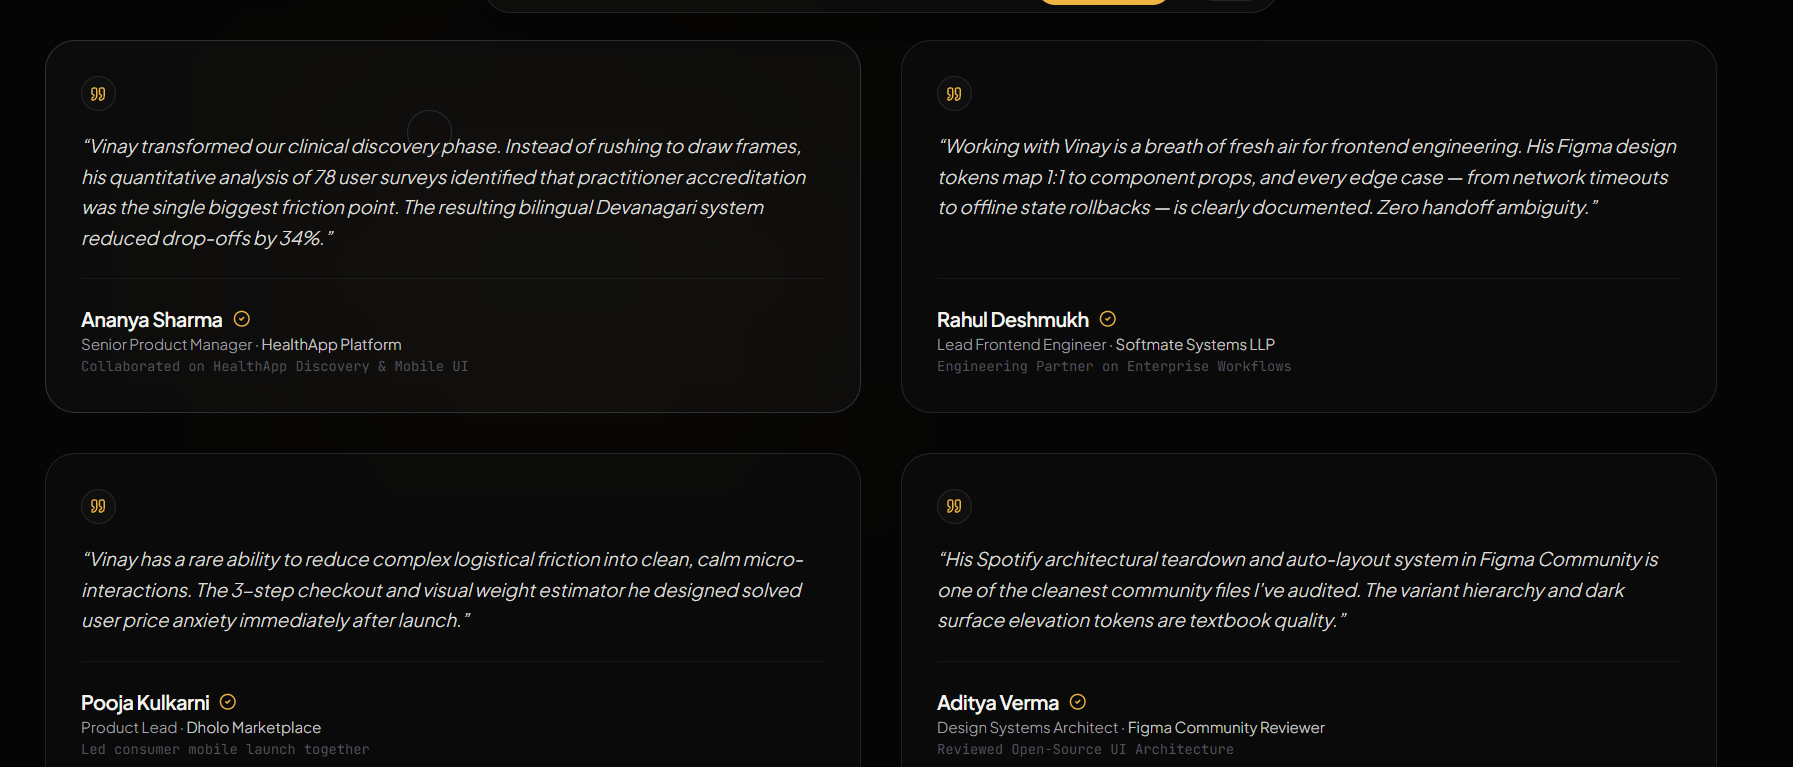 “Vinay transformed our clinical discovery phase. Instead of rushing to draw frames,
his quantitative analysis of 78 user surveys identified that practitioner accreditation
was the single biggest friction point. The resulting bilingual Devanagari system
reduced drop-offs by 34%.”
Ananya Sharma
Senior Product Manager · HealthApp Platform
Collaborated on HealthApp Discovery & Mobile UI
“Working with Vinay is a breath of fresh air for frontend engineering. His Figma design
tokens map 1:1 to component props, and every edge case — from network timeouts
to offline state rollbacks — is clearly documented. Zero handoff ambiguity.”
Rahul Deshmukh
Lead Frontend Engineer · Softmate Systems LLP
Engineering Partner on Enterprise Workflows
“Vinay has a rare ability to reduce complex logistical friction into clean, calm micro-
interactions. The 3-step checkout and visual weight estimator he designed solved
user price anxiety immediately after launch.”
Pooja Kulkarni
Product Lead · Dholo Marketplace
Led consumer mobile launch together
“His Spotify architectural teardown and auto-layout system in Figma Community is
one of the cleanest community files I’ve audited. The variant hierarchy and dark
surface elevation tokens are textbook quality.”
Aditya Verma
Design Systems Architect · Figma Community Reviewer
Reviewed Open-Source UI Architecture